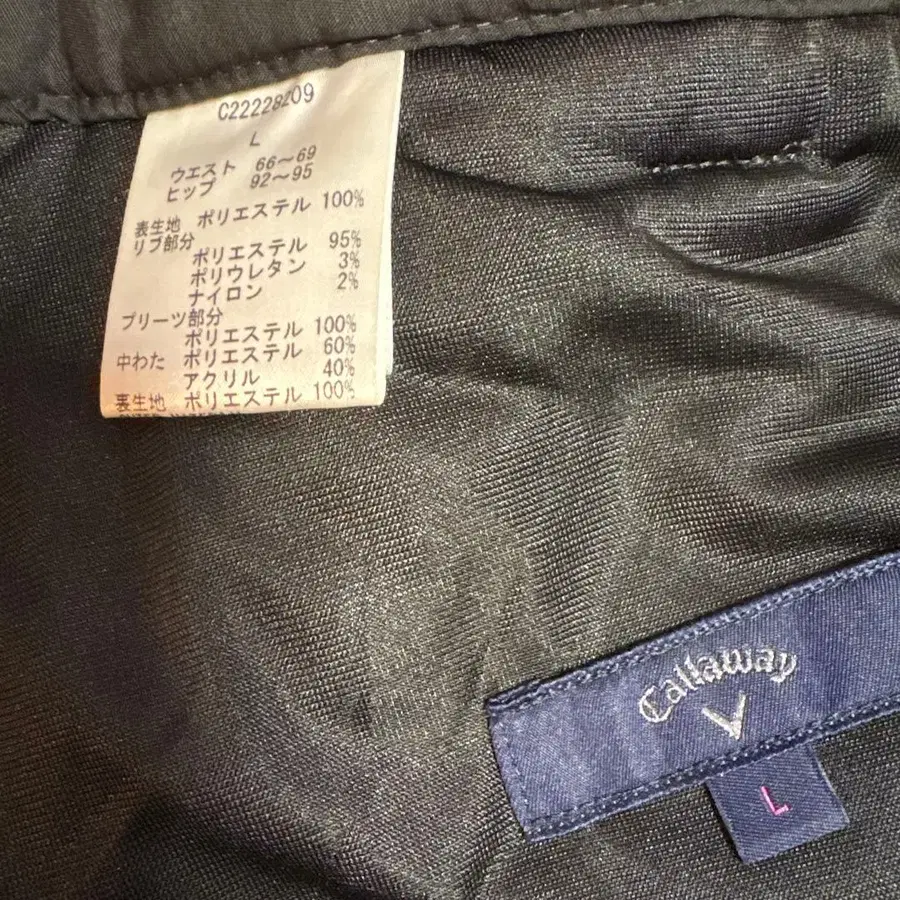 C22228209
L
ウエスト 66～69
ヒップ 92～95
表生地 ポリエステル 100%
リブ部分
ポリエステル 95%
ポリウレタン 3%
ナイロン 2%
プリーツ部分
ポリエステル 100%
中わた ポリエステル 60%
アクリル 40%
裏生地 ポリエステル 100%
Callaway
L